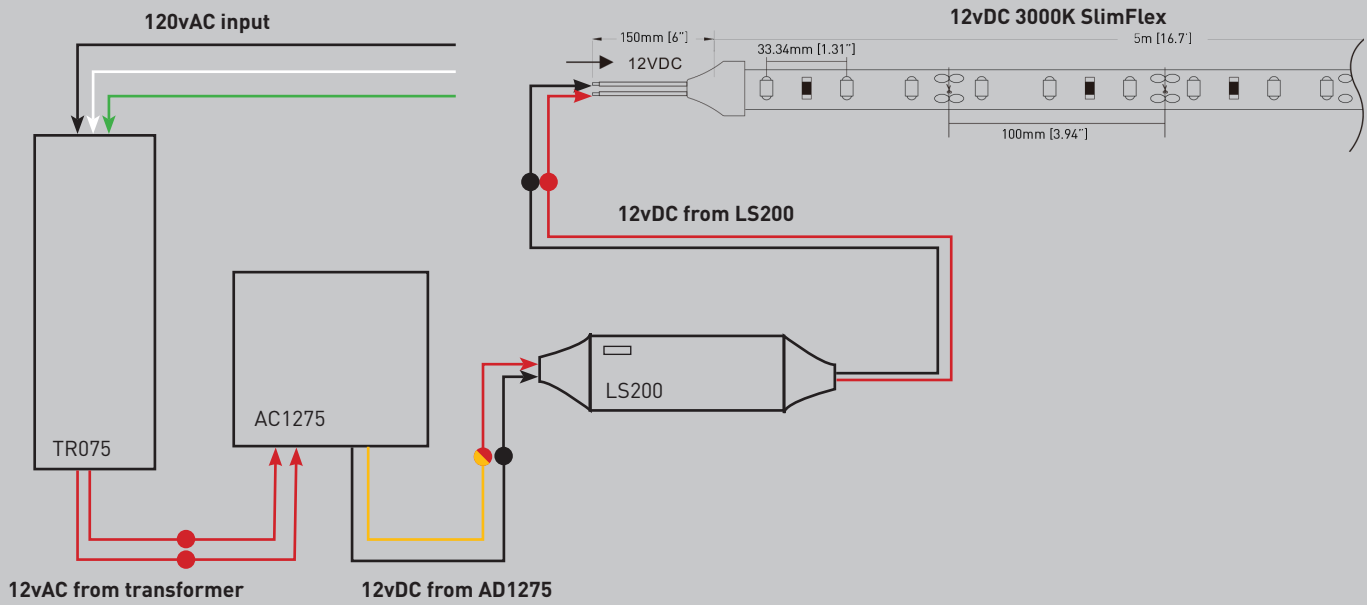 120vAC input
12vDC 3000K SlimFlex
150mm [6"]
5m [16.7']
33.34mm [1.31"]
12VDC
100mm [3.94"]
12vDC from LS200
LS200
AC1275
TR075
12vAC from transformer
12vDC from AD1275